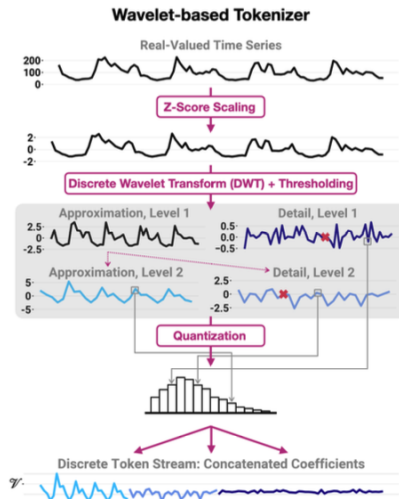 Wavelet-based Tokenizer
Real-Valued Time Series
200
100
0
Z-Score Scaling
2
0
-2
Discrete Wavelet Transform (DWT) + Thresholding
Approximation, Level 1
Detail, Level 1
2.5
0
-2.5
0.5
0.0
-0.5
Approximation, Level 2
Detail, Level 2
5
0
-5
2.5
0
-2.5
Quantization
Discrete Token Stream: Concatenated Coefficients
𝒱